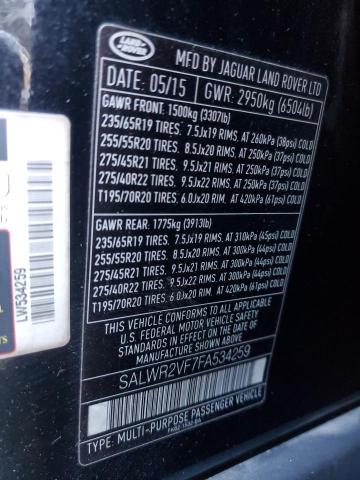 LAND
ROVER
MFD BY JAGUAR LAND ROVER LTD
DATE: 05/15 GWR: 2950kg (6504lb)
GAWR FRONT: 1500kg (3307lb)
235/65R19 TIRES. 7.5Jx19 RIMS, AT 260kPa (38psi) COLD
255/55R20 TIRES. 8.5Jx20 RIMS, AT 250kPa (37psi) COLD
275/45R21 TIRES. 9.5Jx21 RIMS, AT 250kPa (37psi) COLD
275/40R22 TIRES. 9.5Jx22 RIMS, AT 250kPa (37psi) COLD
T195/70R20 TIRES. 6.0Jx20 RIM, AT 420kPa (61psi) COLD
GAWR REAR: 1775kg (3913lb)
235/65R19 TIRES. 7.5Jx19 RIMS, AT 310kPa (45psi) COLD
255/55R20 TIRES. 8.5Jx20 RIMS, AT 300kPa (44psi) COLD
275/45R21 TIRES. 9.5Jx21 RIMS, AT 300kPa (44psi) COLD
275/40R22 TIRES. 9.5Jx22 RIMS, AT 300kPa (44psi) COLD
T195/70R20 TIRES. 6.0Jx20 RIM, AT 420kPa (61psi) COLD
THIS VEHICLE CONFORMS TO ALL APPLICABLE
U.S. FEDERAL MOTOR VEHICLE SAFETY
STANDARDS IN EFFECT ON THE DATE OF
MANUFACTURE SHOWN ABOVE.
SALWR2VF7FA534259
TYPE: MULTI-PURPOSE PASSENGER VEHICLE
LW534259